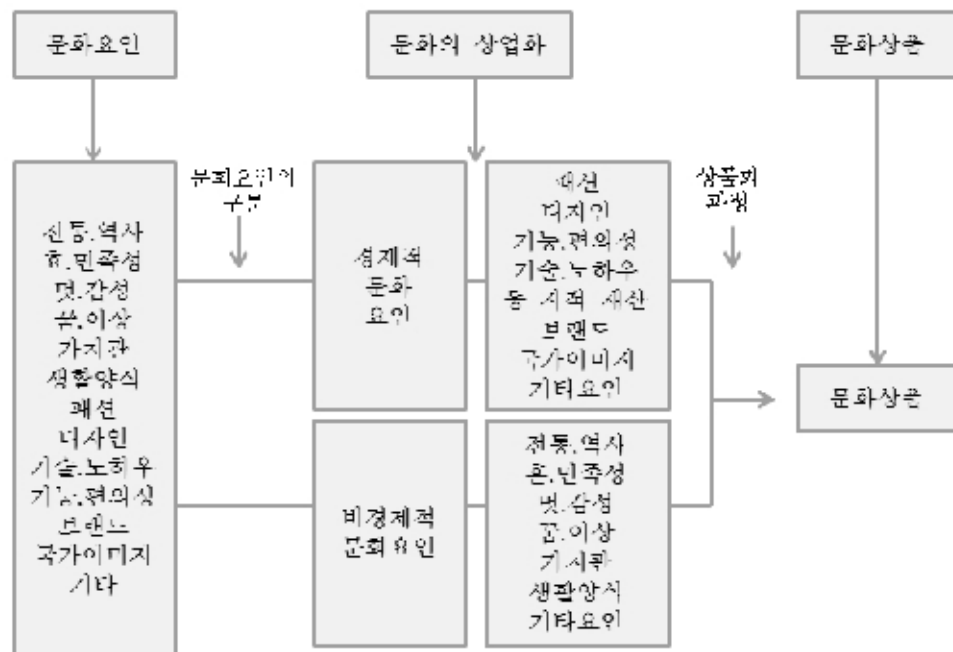 문화요인
문화의 상업화
문화상품
문화요인의
구분
상품화
과정
전통.역사
혼.민족성
멋.감성
꿈.이상
가치관
생활양식
패션
디자인
기술.노하우
기능.편의성
브랜드
국가이미지
기타
경제적
문화
요인
패션
디자인
기능.편의성
기술.노하우
등 지적 재산
브랜드
국가이미지
기타요인
비경제적
문화요인
전통.역사
혼.민족성
멋.감성
꿈.이상
가치관
생활양식
기타요인
문화상품